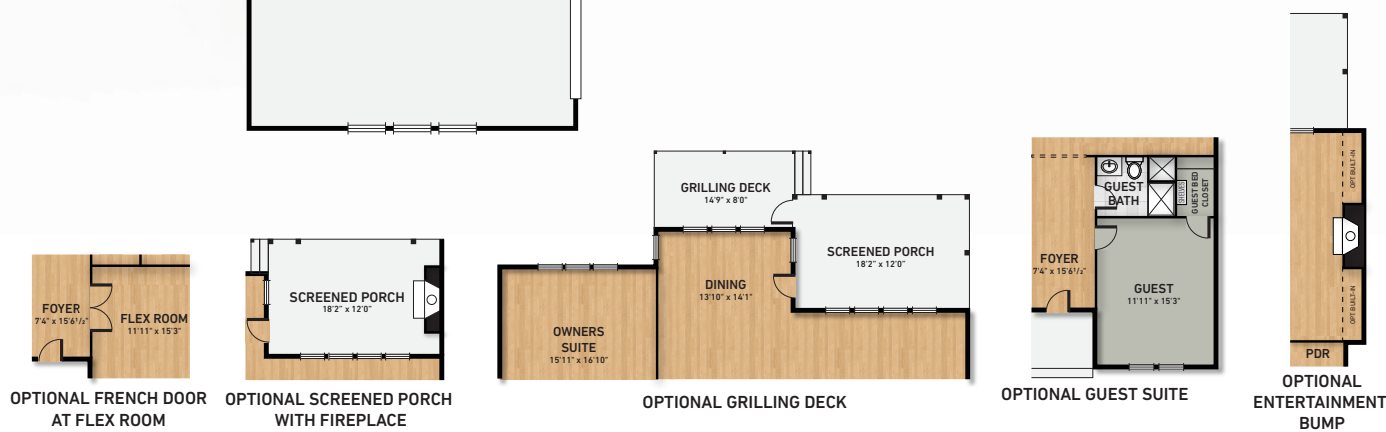 FOYER
7'4" x 15'6½"
FLEX ROOM
11'11" x 15'3"
OPTIONAL FRENCH DOOR
AT FLEX ROOM
SCREENED PORCH
18'2" x 12'0"
OPTIONAL SCREENED PORCH
WITH FIREPLACE
GRILLING DECK
14'9" x 8'0"
SCREENED PORCH
18'2" x 12'0"
DINING
13'10" x 14'1"
OWNERS
SUITE
15'11" x 16'10"
OPTIONAL GRILLING DECK
GUEST
BATH
SHELVES
GUEST BED
CLOSET
FOYER
7'4" x 15'6½"
GUEST
11'11" x 15'3"
OPTIONAL GUEST SUITE
OPT BUILT-IN
OPT BUILT-IN
PDR
OPTIONAL
ENTERTAINMENT
BUMP